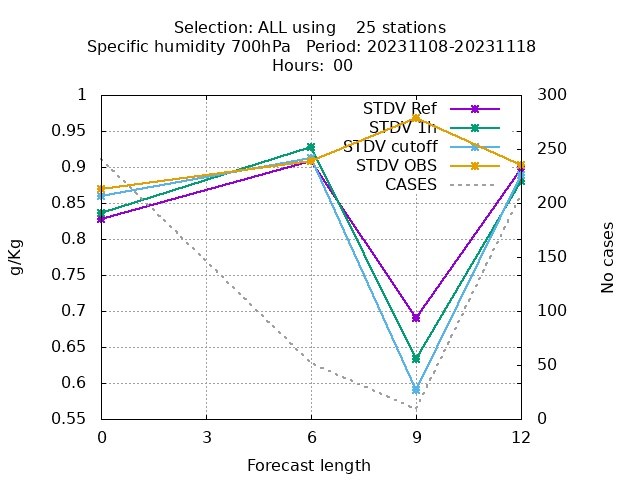 Selection: ALL using 25 stations
Specific humidity 700hPa Period: 20231108-20231118
Hours: 00
1
0.95
0.9
0.85
0.8
0.75
0.7
0.65
0.6
0.55
300
250
200
150
100
50
0
STDV Ref
STDV 1h
STDV cutoff
STDV OBS
CASES
g/Kg
No cases
0
3
6
9
12
Forecast length